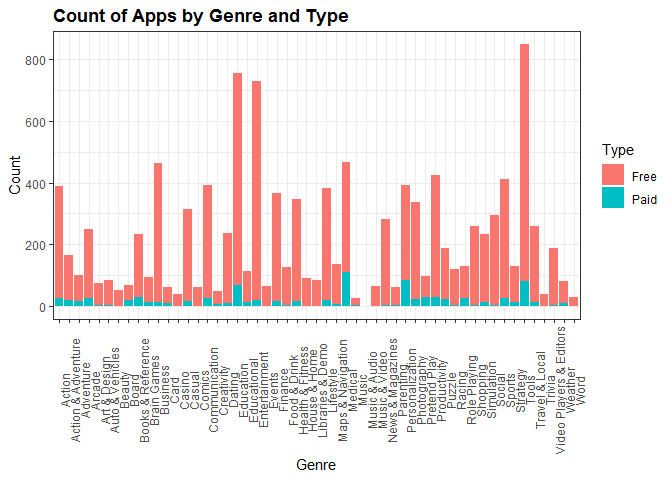 Count of Apps by Genre and Type
Count
800
600
400
200
0
Action
Action & Adventure
Adventure
Arcade
Art & Design
Auto & Vehicles
Beauty
Board
Books & Reference
Brain Games
Business
Card
Casino
Casual
Comics
Communication
Creativity
Dating
Education
Educational
Entertainment
Events
Finance
Food & Drink
Health & Fitness
House & Home
Libraries & Demo
Lifestyle
Maps & Navigation
Medical
Music
Music & Audio
Music & Video
News & Magazines
Parenting
Personalization
Photography
Pretend Play
Productivity
Puzzle
Racing
Role Playing
Shopping
Simulation
Social
Sports
Strategy
Tools
Travel & Local
Trivia
Video Players & Editors
Weather
Word
Genre
Type
Free
Paid